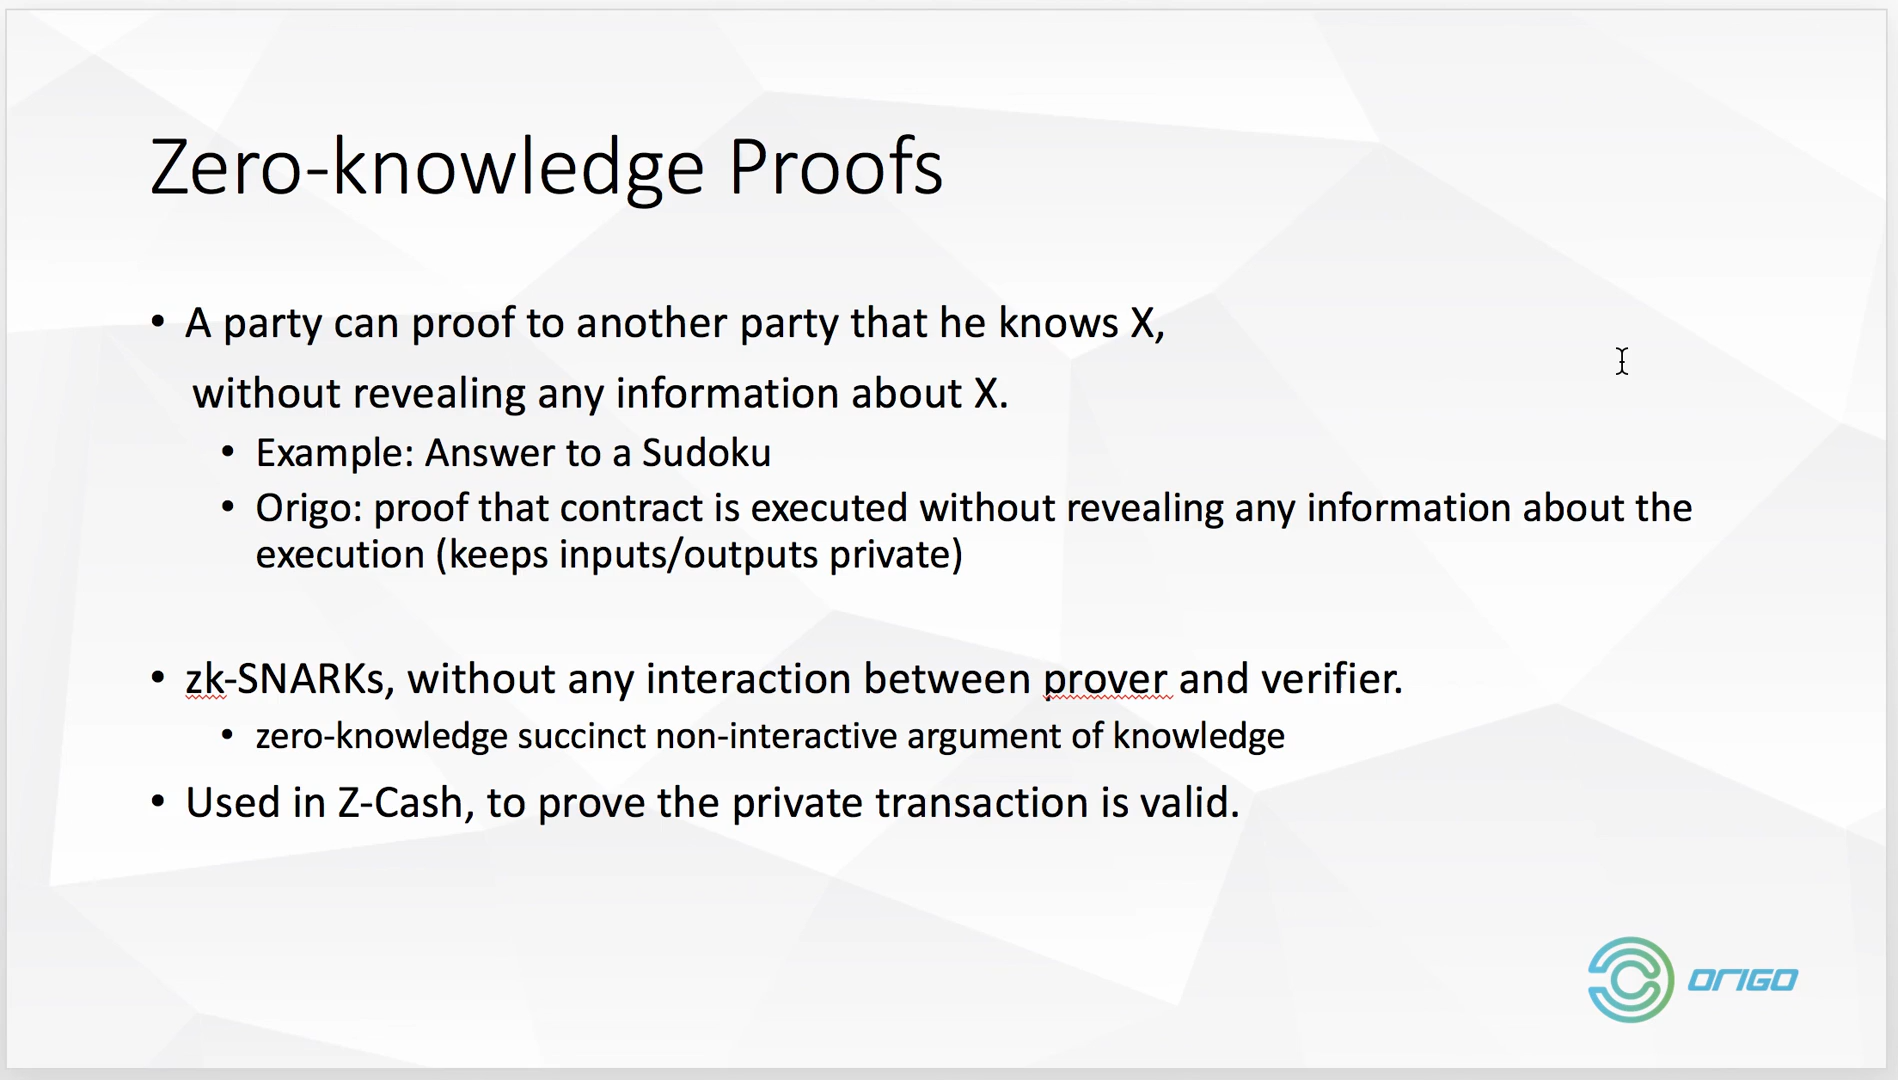 Zero-knowledge Proofs
• A party can proof to another party that he knows X,
without revealing any information about X.
• Example: Answer to a Sudoku
• Origo: proof that contract is executed without revealing any information about the
execution (keeps inputs/outputs private)
• zk-SNARKs, without any interaction between prover and verifier.
• zero-knowledge succinct non-interactive argument of knowledge
• Used in Z-Cash, to prove the private transaction is valid.
ORIGO